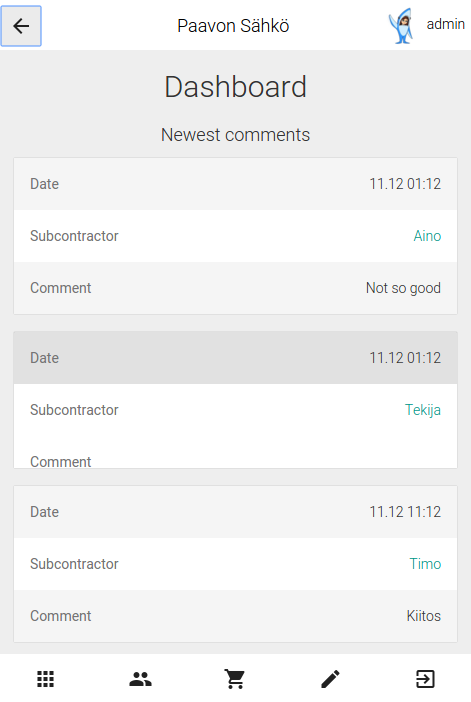 Paavon Sähkö
admin
Dashboard
Newest comments
Date 11.12 01:12
Subcontractor Aino
Comment Not so good
Date 11.12 01:12
Subcontractor Tekija
Comment
Date 11.12 11:12
Subcontractor Timo
Comment Kiitos